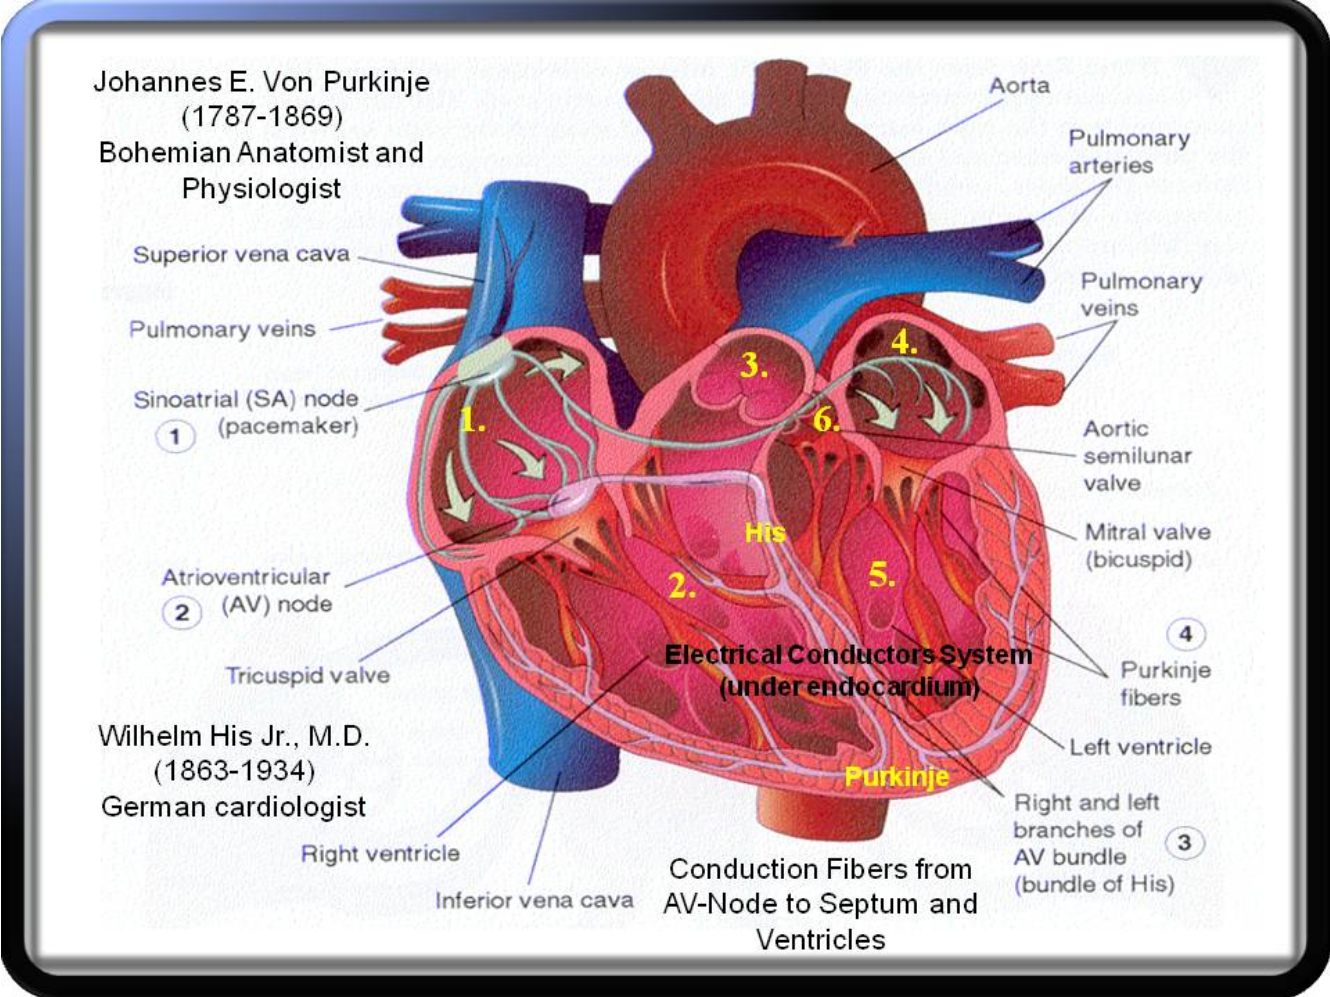 Johannes E. Von Purkinje
(1787-1869)
Bohemian Anatomist and
Physiologist
Superior vena cava
Pulmonary veins
Sinoatrial (SA) node
(pacemaker)
1
Atrioventricular
(AV) node
2
Tricuspid valve
Wilhelm His Jr., M.D.
(1863-1934)
German cardiologist
Right ventricle
Inferior vena cava
1.
2.
3.
4.
5.
6.
His
Electrical Conductors System
(under endocardium)
Purkinje
Conduction Fibers from
AV-Node to Septum and
Ventricles
Aorta
Pulmonary
arteries
Pulmonary
veins
Aortic
semilunar
valve
Mitral valve
(bicuspid)
4
Purkinje
fibers
Left ventricle
Right and left
branches of
AV bundle
(bundle of His)
3